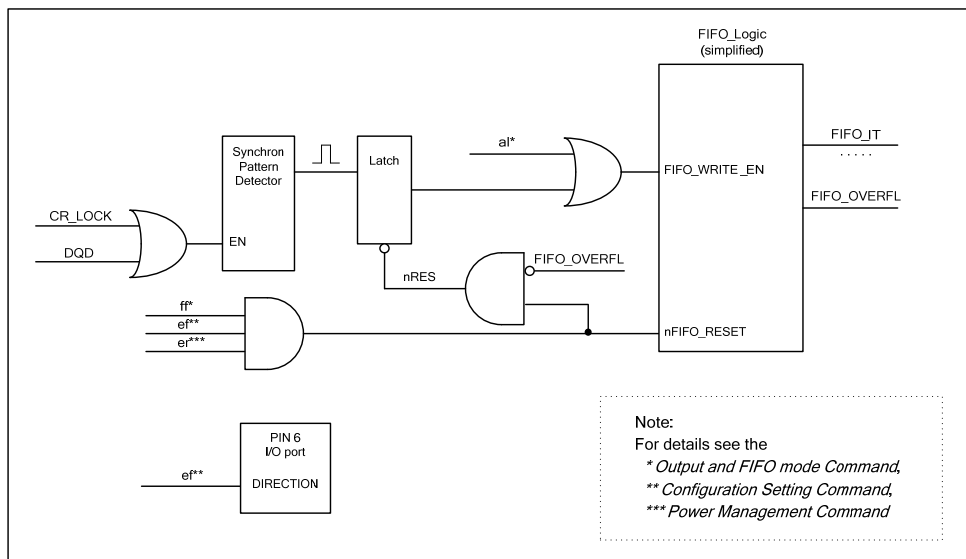 FIFO_Logic
(simplified)
al*
FIFO_IT
.....
Synchron
Pattern
Detector
Latch
FIFO_WRITE_EN
FIFO_OVERFL
CR_LOCK
EN
DQD
FIFO_OVERFL
nRES
ff*
ef**
er***
nFIFO_RESET
PIN 6
I/O port
ef**
DIRECTION
Note:
For details see the
* Output and FIFO mode Command,
** Configuration Setting Command,
*** Power Management Command